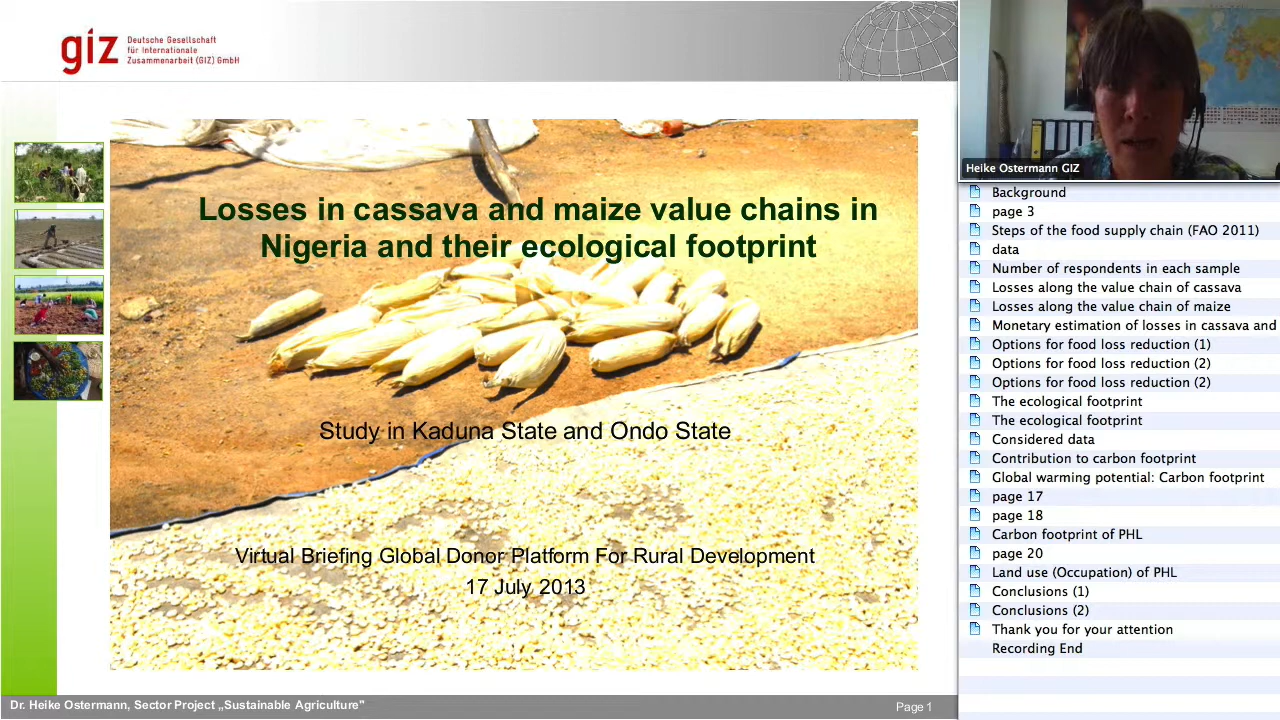 giz
Deutsche Gesellschaft
für Internationale
Zusammenarbeit (GIZ) GmbH
Losses in cassava and maize value chains in
Nigeria and their ecological footprint
Study in Kaduna State and Ondo State
Virtual Briefing Global Donor Platform For Rural Development
17 July 2013
Dr. Heike Ostermann, Sector Project „Sustainable Agriculture"
Page 1
Heike Ostermann GIZ
Background
page 3
Steps of the food supply chain (FAO 2011)
data
Number of respondents in each sample
Losses along the value chain of cassava
Losses along the value chain of maize
Monetary estimation of losses in cassava and
Options for food loss reduction (1)
Options for food loss reduction (2)
Options for food loss reduction (2)
The ecological footprint
The ecological footprint
Considered data
Contribution to carbon footprint
Global warming potential: Carbon footprint
page 17
page 18
Carbon footprint of PHL
page 20
Land use (Occupation) of PHL
Conclusions (1)
Conclusions (2)
Thank you for your attention
Recording End